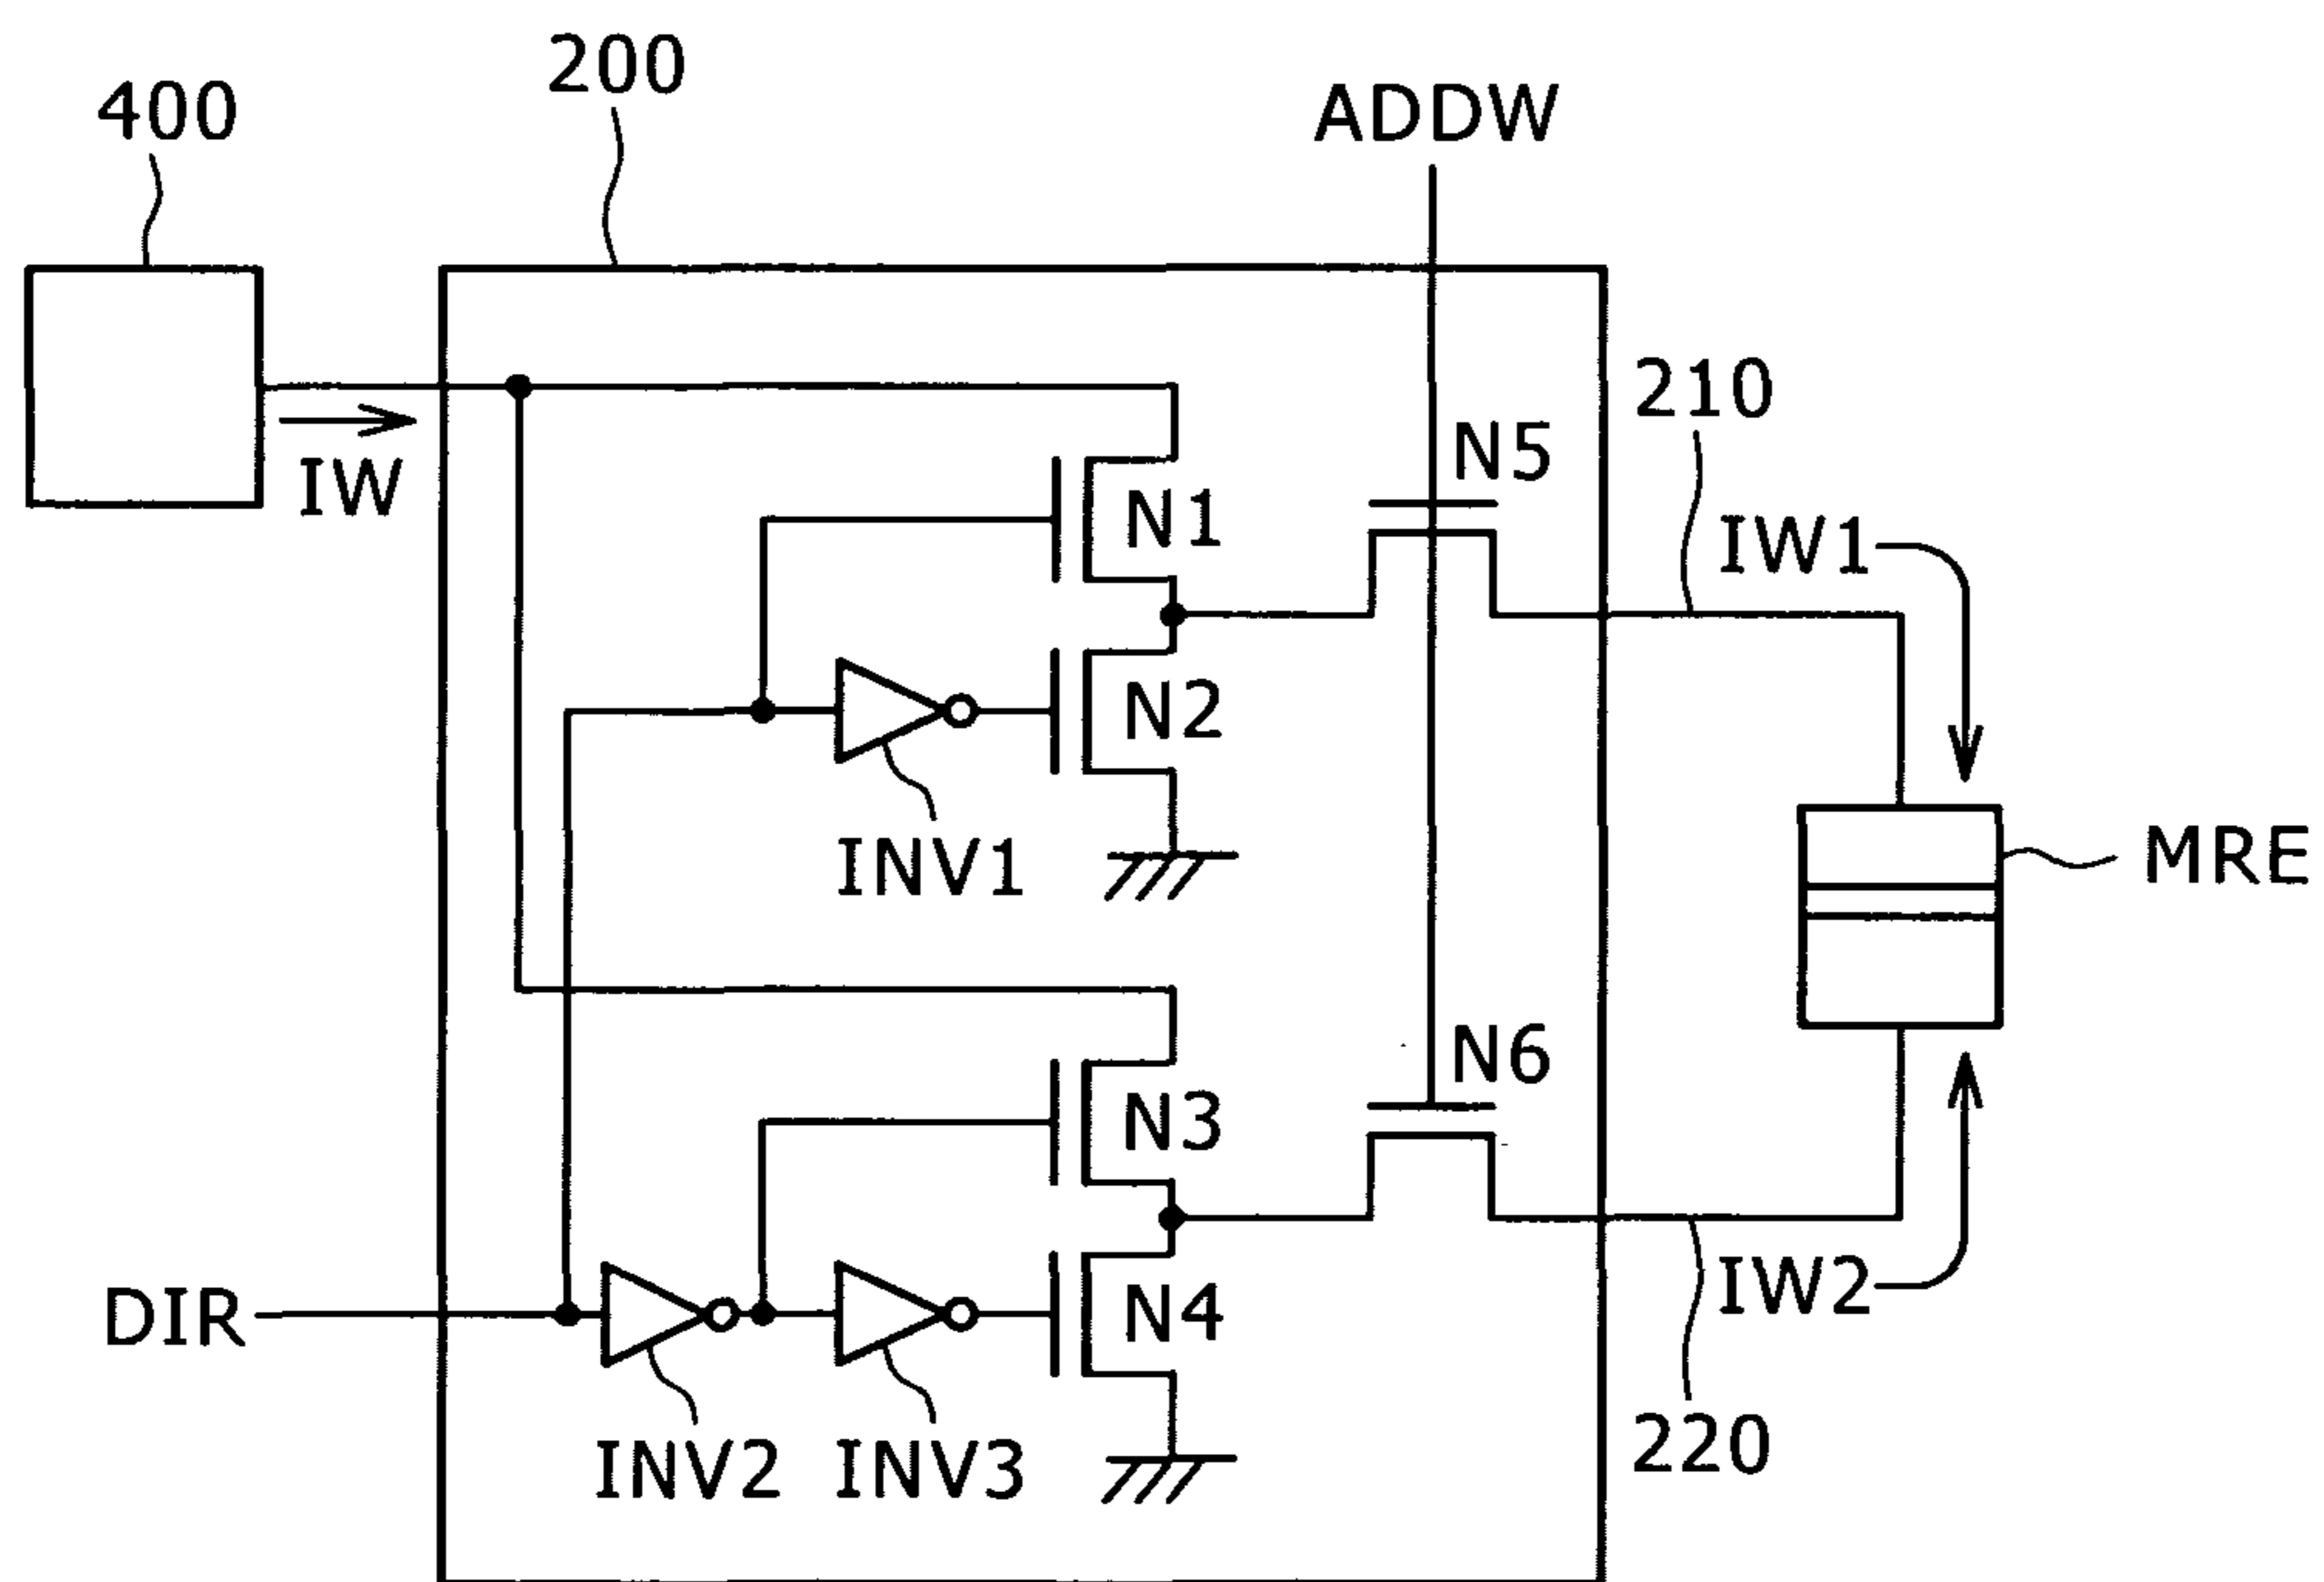 200
400
ADDW
210
N5
IW
N1
IW1
N2
INV1
MRE
N6
N3
IW2
DIR
N4
220
INV2
INV3